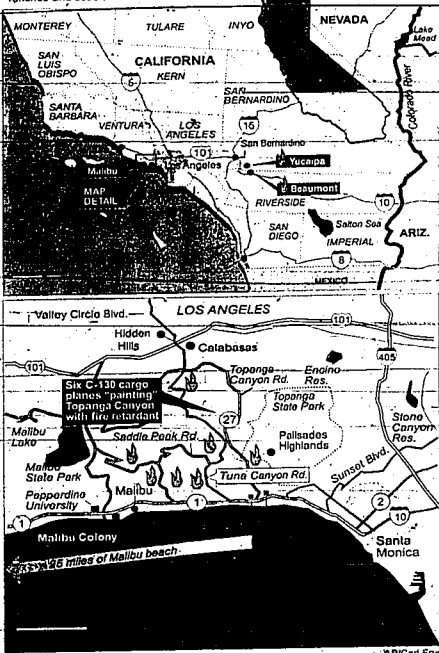 MONTEREY
TULARE
INYO
NEVADA
Lake
Mead
SAN
LUIS
OBISPO
CALIFORNIA
KERN
5
SAN
BERNARDINO
Colorado River
SANTA
BARBARA
VENTURA
LOS
ANGELES
15
101
San Bernardino
Yucaipa
Malibu
Los Angeles
Beaumont
MAP
DETAIL
RIVERSIDE
10
SAN
DIEGO
Salton Sea
IMPERIAL
ARIZ.
8
MEXICO
Valley Circle Blvd.
LOS ANGELES
101
Hidden
Hills
Calabasas
405
101
Topanga
Canyon Rd.
Encino
Res.
Six C-130 cargo
planes "painting"
Topanga Canyon
with fire retardant
27
Topanga
State Park
Stone
Canyon
Res.
Malibu
Lake
Saddle Peak Rd.
Palisades
Highlands
Malibu
State Park
Tuna Canyon Rd.
Sunset Blvd.
Pepperdine
University
Malibu
1
2
1
10
Malibu Colony
Santa
Monica
miles of Malibu beach